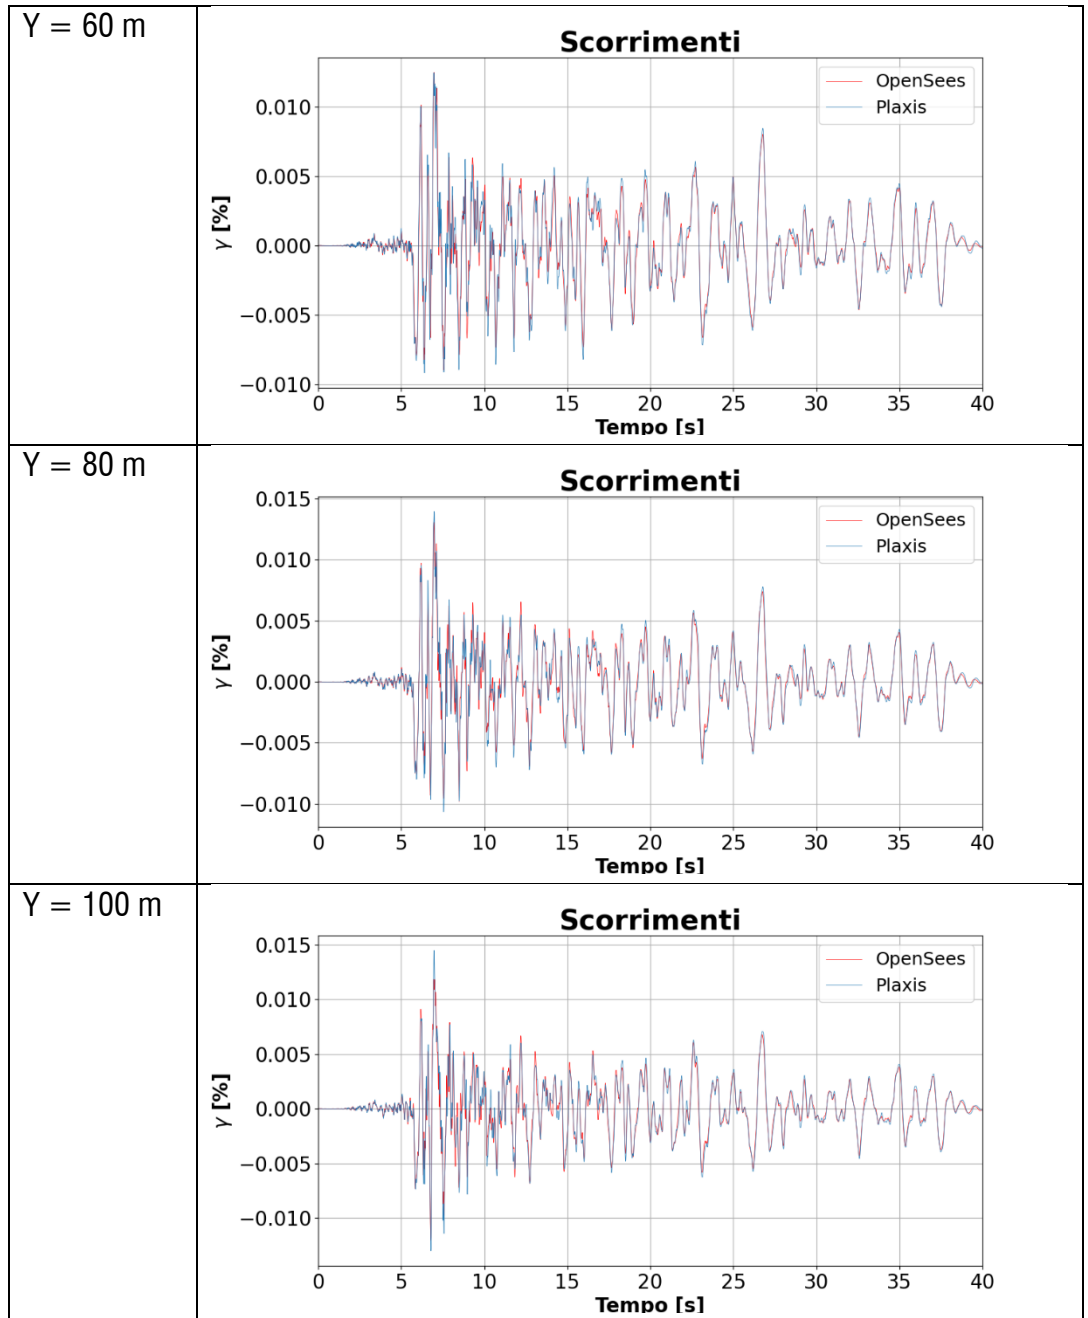 Y = 60 m
Scorrimenti
OpenSees
Plaxis
0.010
0.005
0.000
−0.005
−0.010
γ [%]
0 5 10 15 20 25 30 35 40
Tempo [s]
Y = 80 m
Scorrimenti
OpenSees
Plaxis
0.015
0.010
0.005
0.000
−0.005
−0.010
γ [%]
0 5 10 15 20 25 30 35 40
Tempo [s]
Y = 100 m
Scorrimenti
OpenSees
Plaxis
0.015
0.010
0.005
0.000
−0.005
−0.010
γ [%]
0 5 10 15 20 25 30 35 40
Tempo [s]